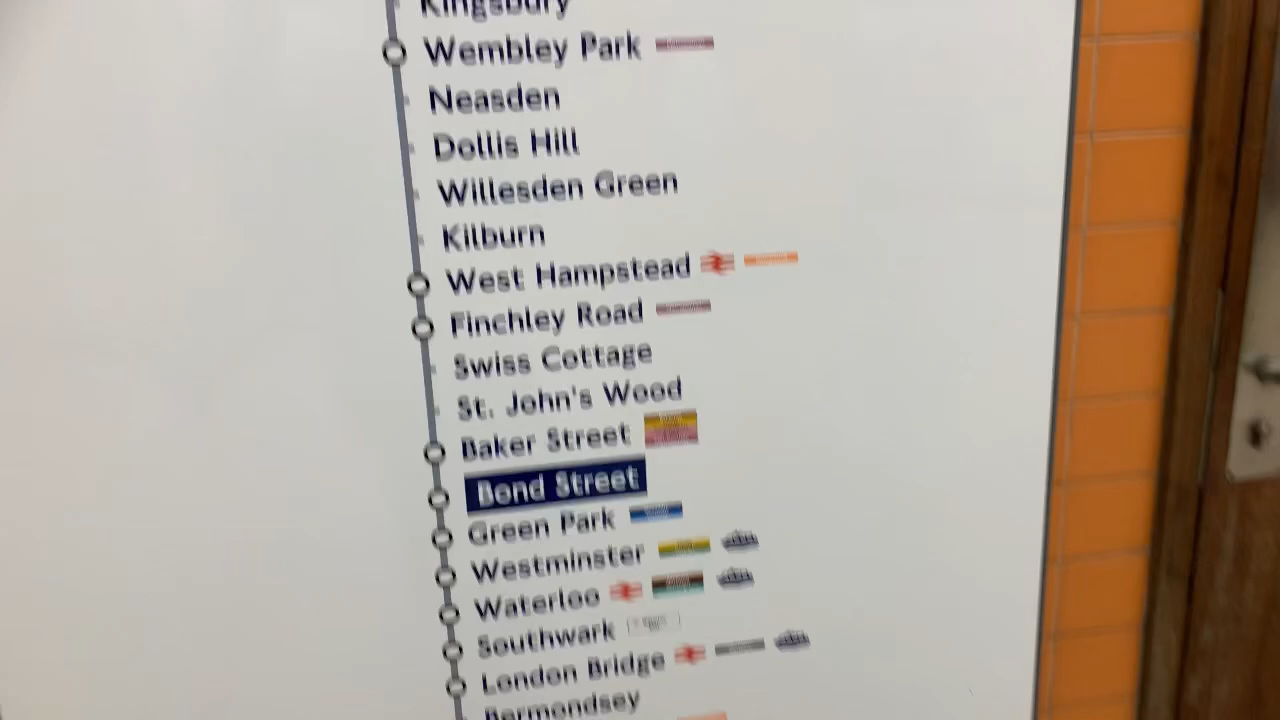 Kingsbury
Wembley Park
Neasden
Dollis Hill
Willesden Green
Kilburn
West Hampstead
Finchley Road
Swiss Cottage
St. John's Wood
Baker Street
Bond Street
Green Park
Westminster
Waterloo
Southwark
London Bridge
Bermondsey